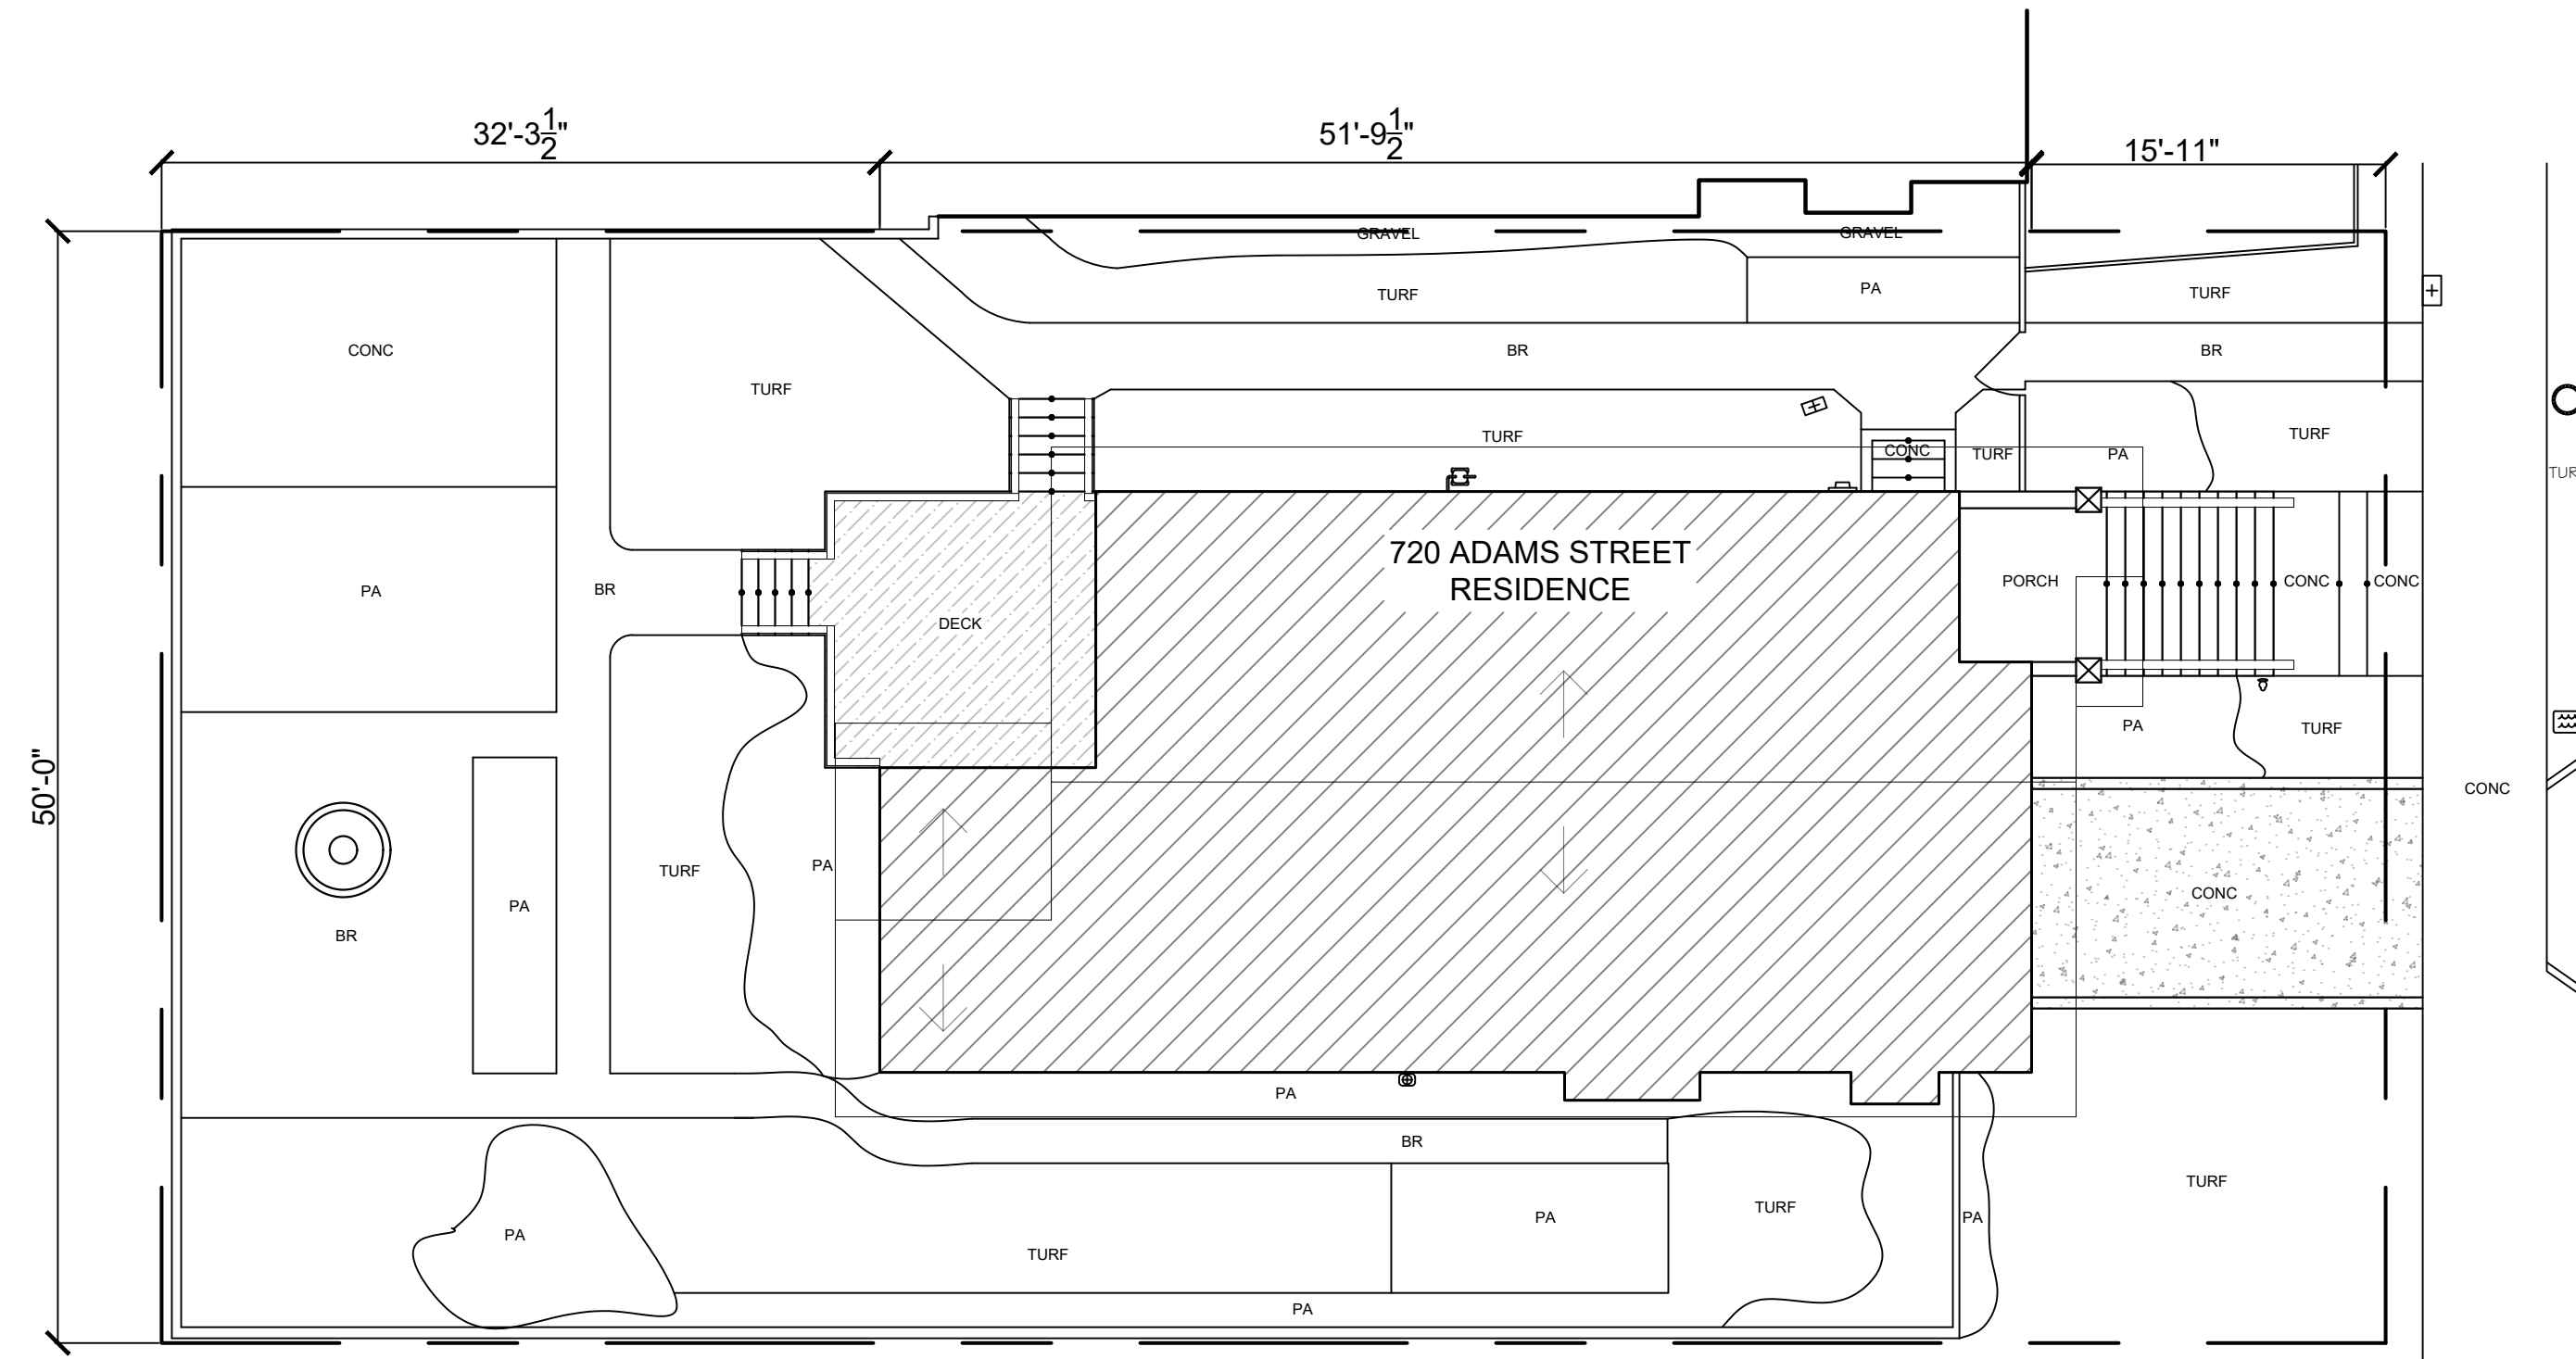 32'-3 1/2"
51'-9 1/2"
15'-11"
GRAVEL
GRAVEL
TURF
PA
TURF
CONC
BR
BR
TURF
TURF
CONC
TURF
PA
TURF
TUR
720 ADAMS STREET
RESIDENCE
PA
BR
DECK
PORCH
CONC
CONC
PA
TURF
50'-0"
CONC
TURF
PA
CONC
PA
BR
PA
BR
TURF
PA
PA
TURF
PA
PA
TURF
PA